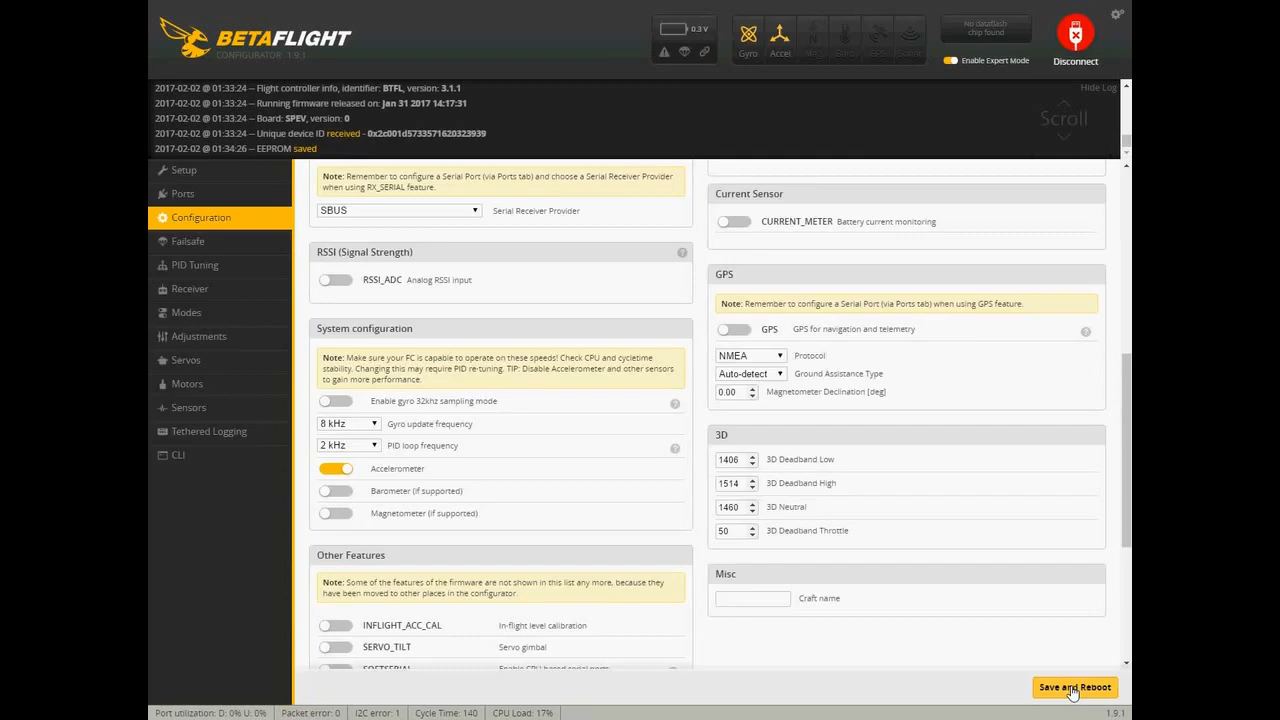 BETAFLIGHT
CONFIGURATOR 1.9.1
0.3 V
Gyro
Accel
No dataflash
chip found
Enable Expert Mode
Disconnect
Hide Log
Scroll
2017-02-02 @ 01:33:24 -- Flight controller info, identifier: BTFL, version: 3.1.1
2017-02-02 @ 01:33:24 -- Running firmware released on: Jan 31 2017 14:17:31
2017-02-02 @ 01:33:24 -- Board: SPEV, version: 0
2017-02-02 @ 01:33:24 -- Unique device ID received - 0x2c001d5733571620323939
2017-02-02 @ 01:34:26 -- EEPROM saved
Setup
Ports
Configuration
Failsafe
PID Tuning
Receiver
Modes
Adjustments
Servos
Motors
Sensors
Tethered Logging
CLI
Note: Remember to configure a Serial Port (via Ports tab) and choose a Serial Receiver Provider
when using RX_SERIAL feature.
SBUS Serial Receiver Provider
RSSI (Signal Strength)
RSSI_ADC Analog RSSI input
System configuration
Note: Make sure your FC is capable to operate on these speeds! Check CPU and cycletime
stability. Changing this may require PID re-tuning. TIP: Disable Accelerometer and other sensors
to gain more performance.
Enable gyro 32khz sampling mode
8 kHz Gyro update frequency
2 kHz PID loop frequency
Accelerometer
Barometer (if supported)
Magnetometer (if supported)
Other Features
Note: Some of the features of the firmware are not shown in this list any more, because they
have been moved to other places in the configurator.
INFLIGHT_ACC_CAL In-flight level calibration
SERVO_TILT Servo gimbal
SOFTSERIAL Enable CPU based serial ports
Current Sensor
CURRENT_METER Battery current monitoring
GPS
Note: Remember to configure a Serial Port (via Ports tab) when using GPS feature.
GPS GPS for navigation and telemetry
NMEA Protocol
Auto-detect Ground Assistance Type
0.00 Magnetometer Declination [deg]
3D
1406 3D Deadband Low
1514 3D Deadband High
1460 3D Neutral
50 3D Deadband Throttle
Misc
Craft name
Save and Reboot
Port utilization: D: 0% U: 0% Packet error: 0 I2C error: 1 Cycle Time: 140 CPU Load: 17% 1.9.1